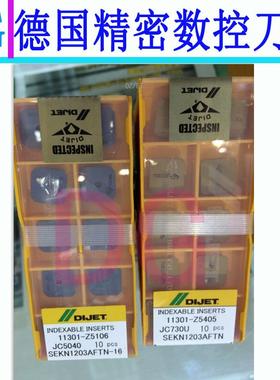 德国精密数控刀
DIJET
INSPECTED
DIJET
INSPECTED
DIJET
INDEXABLE INSERTS
11301-Z5106
JC5040 10 pcs
SEKN1203AFTN-16
DIJET
INDEXABLE INSERTS
11301-Z5405
JC730U 10 pcs
SEKN1203AFTN